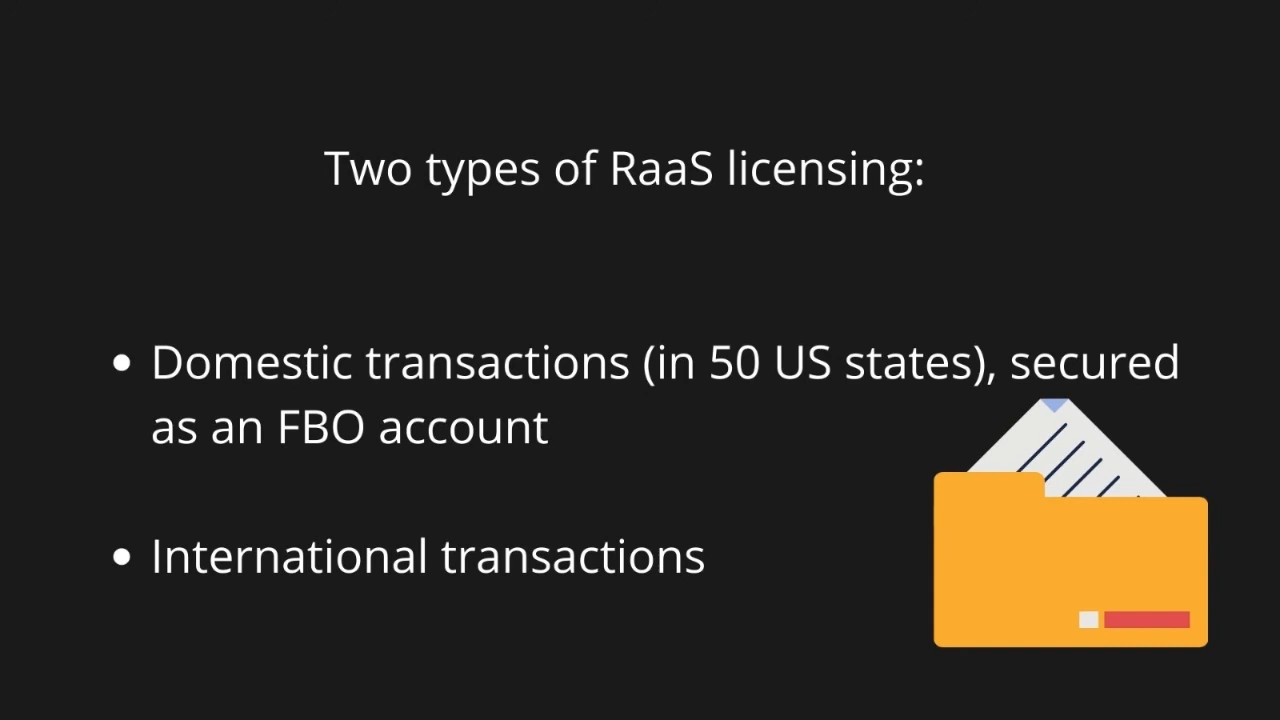 Two types of RaaS licensing:
• Domestic transactions (in 50 US states), secured
as an FBO account
• International transactions